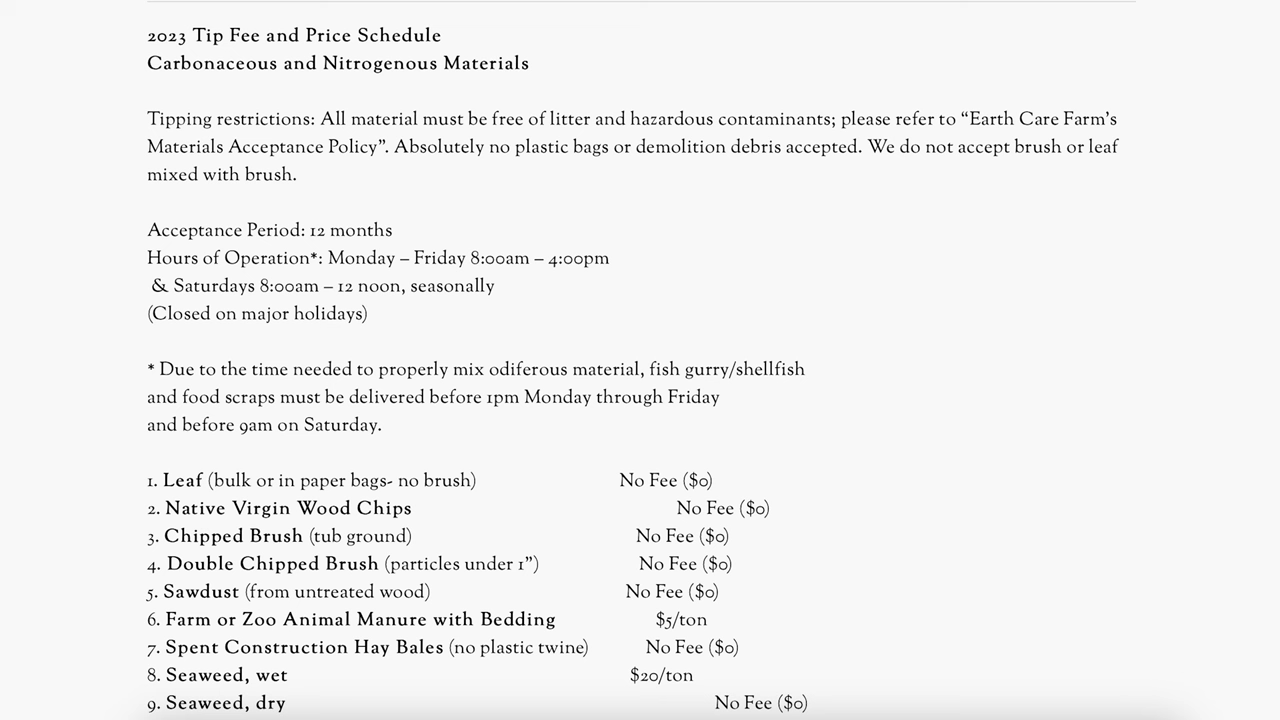 2023 Tip Fee and Price Schedule
Carbonaceous and Nitrogenous Materials
Tipping restrictions: All material must be free of litter and hazardous contaminants; please refer to “Earth Care Farm’s
Materials Acceptance Policy”. Absolutely no plastic bags or demolition debris accepted. We do not accept brush or leaf
mixed with brush.
Acceptance Period: 12 months
Hours of Operation*: Monday – Friday 8:00am – 4:00pm
& Saturdays 8:00am – 12 noon, seasonally
(Closed on major holidays)
* Due to the time needed to properly mix odiferous material, fish gurry/shellfish
and food scraps must be delivered before 1pm Monday through Friday
and before 9am on Saturday.
1. Leaf (bulk or in paper bags- no brush) No Fee ($0)
2. Native Virgin Wood Chips No Fee ($0)
3. Chipped Brush (tub ground) No Fee ($0)
4. Double Chipped Brush (particles under 1”) No Fee ($0)
5. Sawdust (from untreated wood) No Fee ($0)
6. Farm or Zoo Animal Manure with Bedding $5/ton
7. Spent Construction Hay Bales (no plastic twine) No Fee ($0)
8. Seaweed, wet $20/ton
9. Seaweed, dry No Fee ($0)